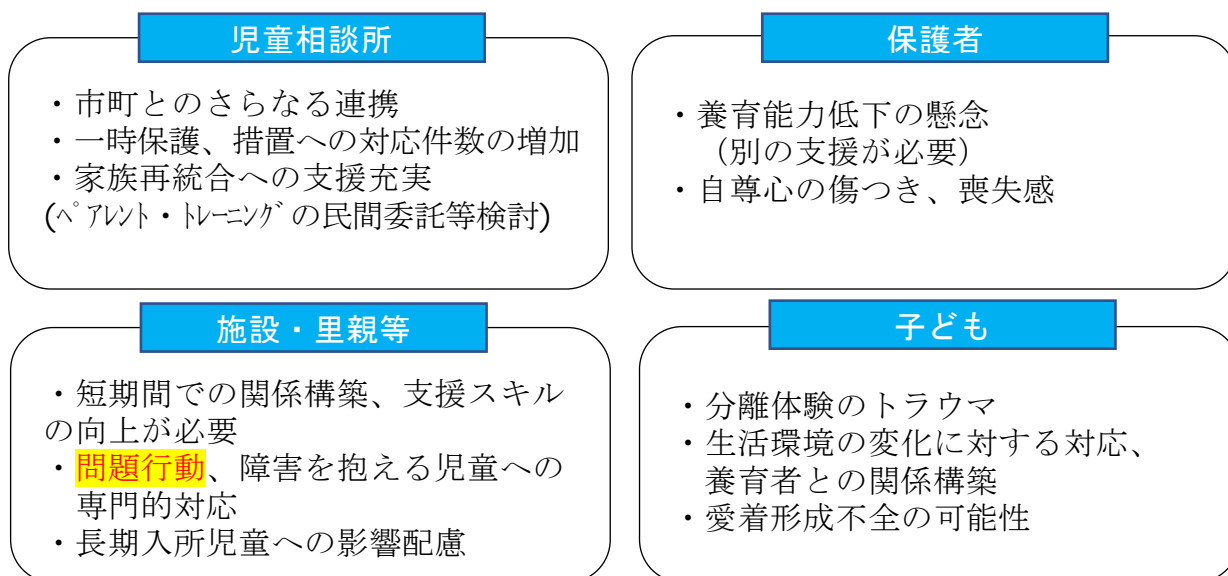 児童相談所
・市町とのさらなる連携
・一時保護、措置への対応件数の増加
・家族再統合への支援充実
(ﾍﾟｱﾚﾝﾄ・ﾄﾚｰﾆﾝｸﾞの民間委託等検討)
保護者
・養育能力低下の懸念
（別の支援が必要）
・自尊心の傷つき、喪失感
施設・里親等
・短期間での関係構築、支援スキル
の向上が必要
・問題行動、障害を抱える児童への
専門的対応
・長期入所児童への影響配慮
子ども
・分離体験のトラウマ
・生活環境の変化に対する対応、
養育者との関係構築
・愛着形成不全の可能性